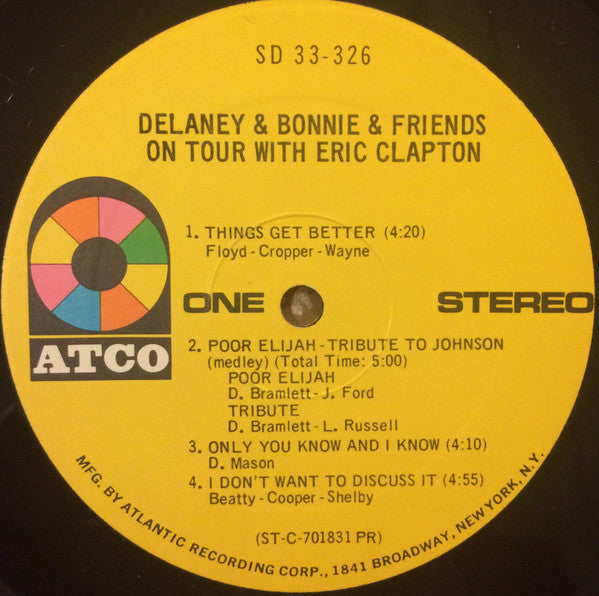 SD 33-326
DELANEY & BONNIE & FRIENDS
ON TOUR WITH ERIC CLAPTON
1. THINGS GET BETTER (4:20)
Floyd-Cropper-Wayne
ONE STEREO
ATCO
2. POOR ELIJAH-TRIBUTE TO JOHNSON
(medley) (Total Time: 5:00)
POOR ELIJAH
D. Bramlett-J. Ford
TRIBUTE
D. Bramlett-L. Russell
3. ONLY YOU KNOW AND I KNOW (4:10)
D. Mason
4. I DON'T WANT TO DISCUSS IT (4:55)
Beatty-Cooper-Shelby
(ST-C-701831 PR)
MFG. BY ATLANTIC RECORDING CORP., 1841 BROADWAY, NEW YORK, N.Y.